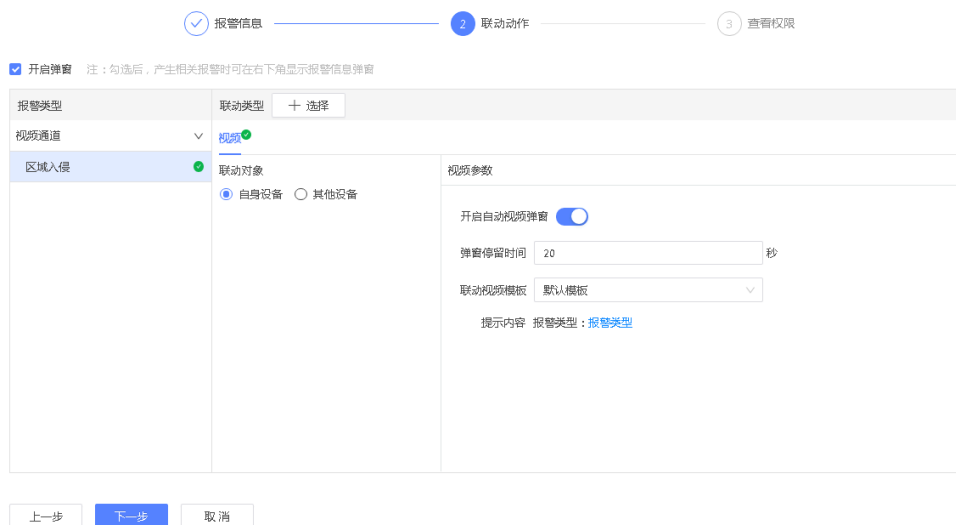 报警信息 2 联动动作 3 查看权限
开启弹窗 注：勾选后，产生相关报警时可在右下角显示报警信息弹窗
报警类型 联动类型 + 选择
视频通道 视频
区域入侵 联动对象 视频参数
自身设备 其他设备
开启自动视频弹窗
弹窗停留时间 20 秒
联动视频模板 默认模板
提示内容 报警类型：报警类型
上一步 下一步 取消